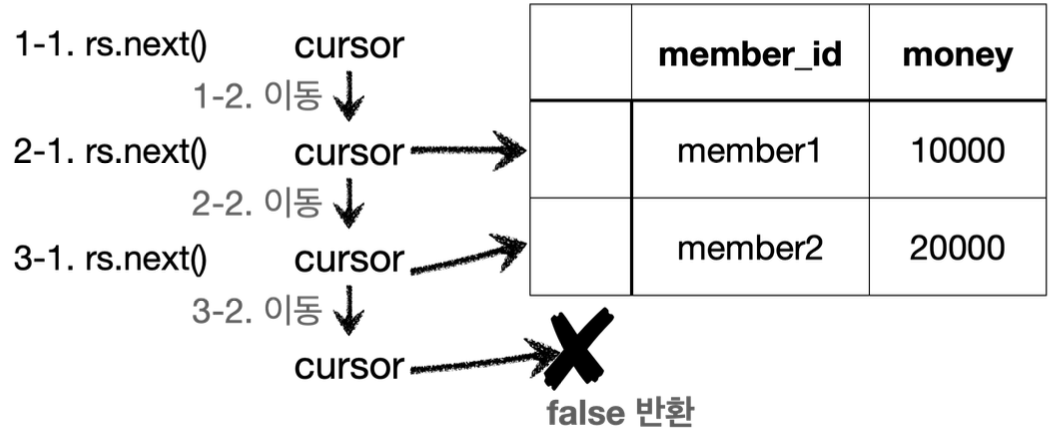 1-1. rs.next() cursor
member_id money
1-2. 이동
2-1. rs.next() cursor
member1 10000
2-2. 이동
3-1. rs.next() cursor
member2 20000
3-2. 이동
cursor
false 반환